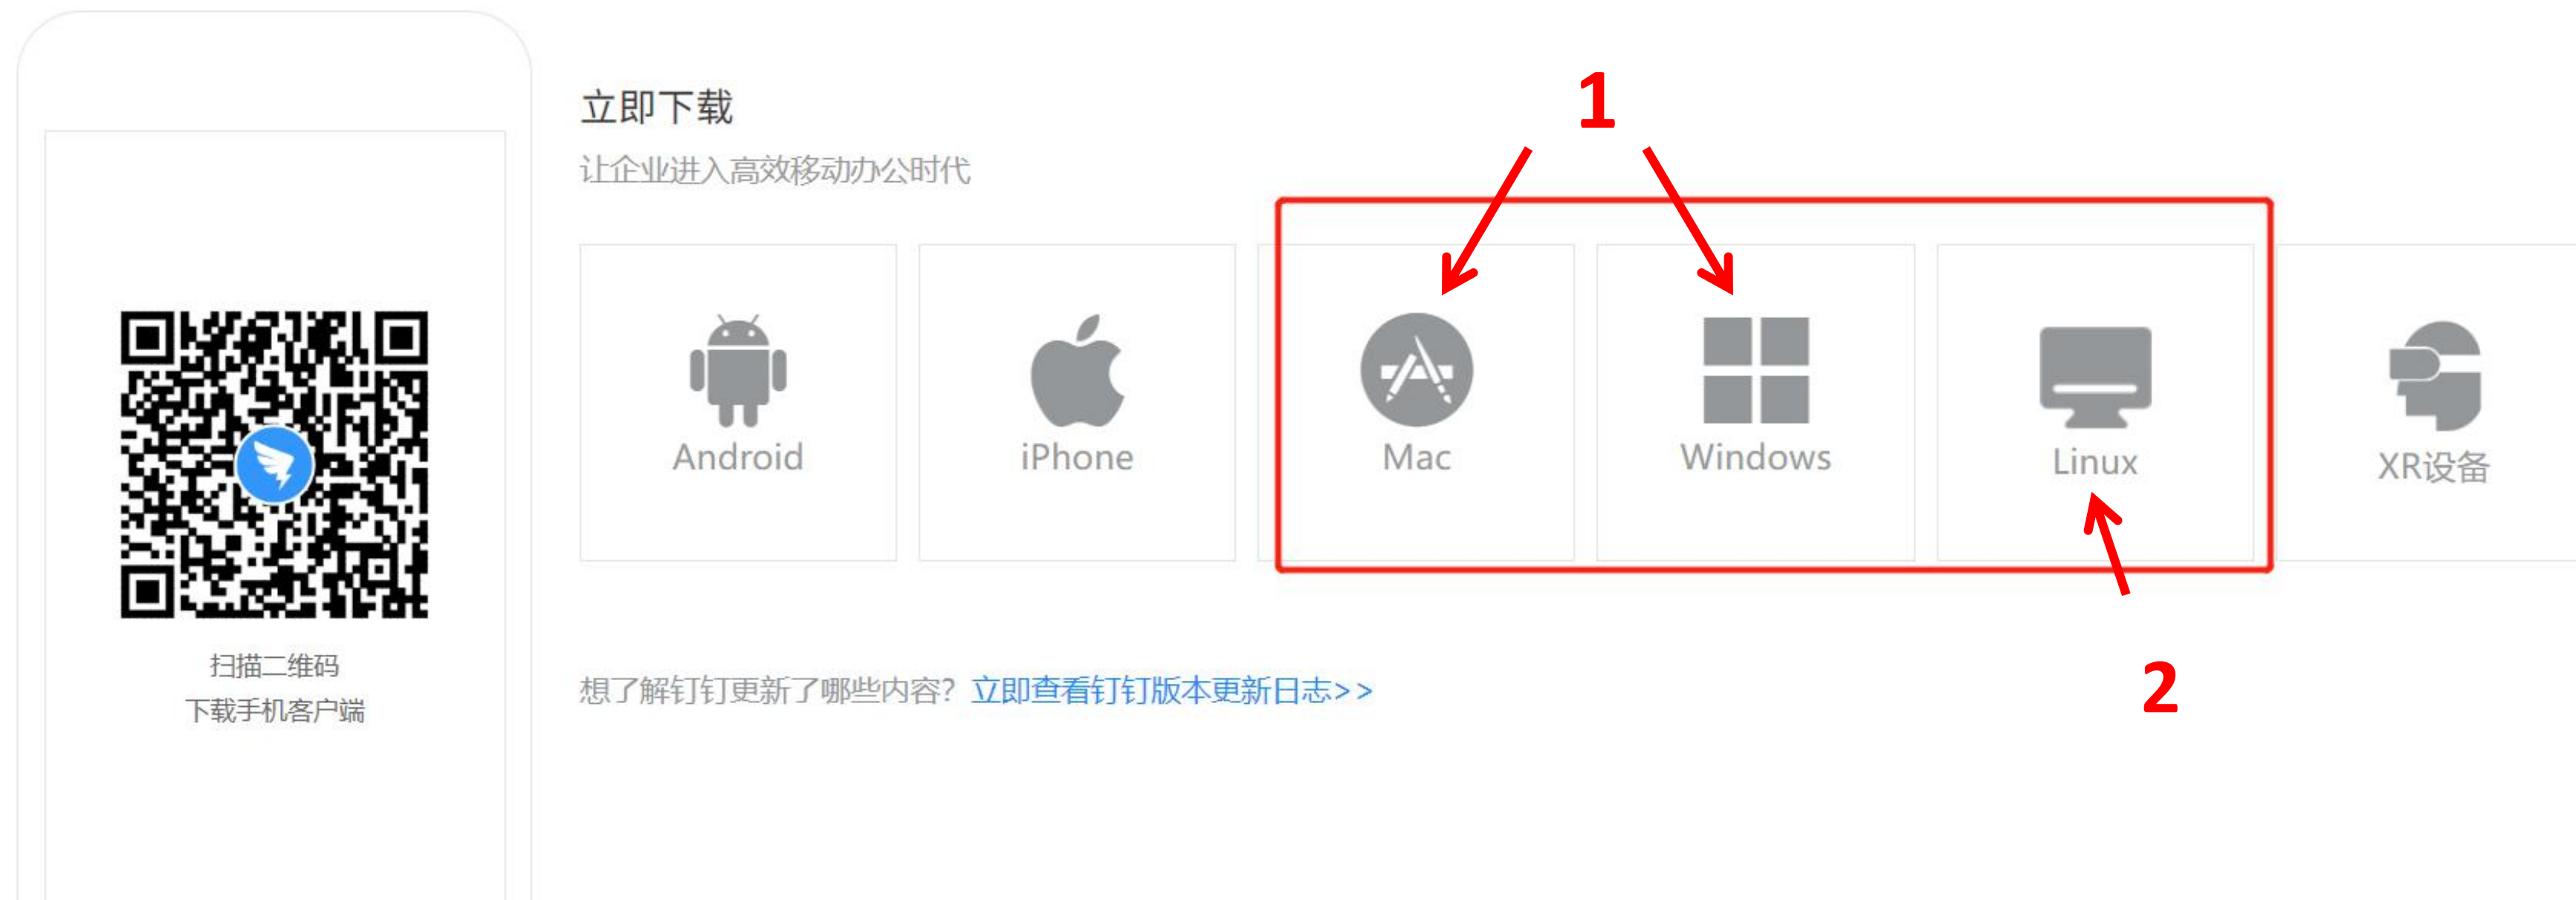 立即下载
1
让企业进入高效移动办公时代
Android
iPhone
Mac
Windows
Linux
XR设备
扫描二维码
下载手机客户端
想了解钉钉更新了哪些内容？立即查看钉钉版本更新日志>>
2